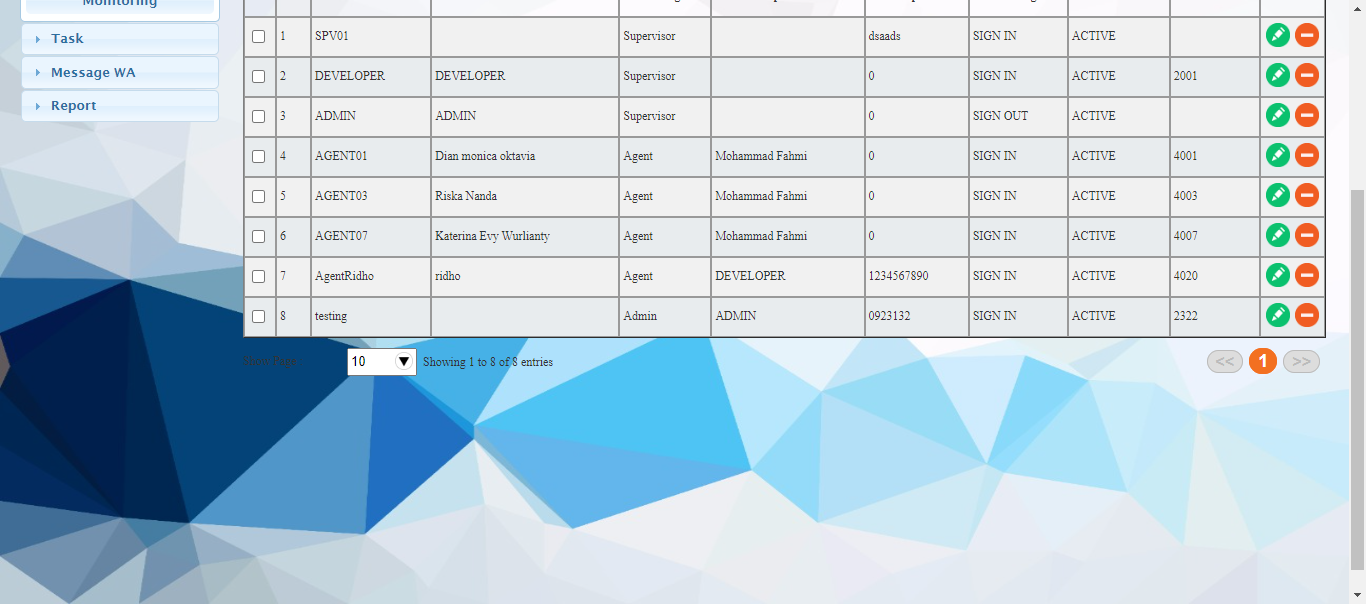 Monitoring
Task
Message WA
Report
1 SPV01 Supervisor dsaads SIGN IN ACTIVE
2 DEVELOPER DEVELOPER Supervisor 0 SIGN IN ACTIVE 2001
3 ADMIN ADMIN Supervisor 0 SIGN OUT ACTIVE
4 AGENT01 Dian monica oktavia Agent Mohammad Fahmi 0 SIGN IN ACTIVE 4001
5 AGENT03 Riska Nanda Agent Mohammad Fahmi 0 SIGN IN ACTIVE 4003
6 AGENT07 Katerina Evy Wurlianty Agent Mohammad Fahmi 0 SIGN IN ACTIVE 4007
7 AgentRidho ridho Agent DEVELOPER 1234567890 SIGN IN ACTIVE 4020
8 testing Admin ADMIN 0923132 SIGN IN ACTIVE 2322
10 Showing 1 to 8 of 8 entries << 1 >>